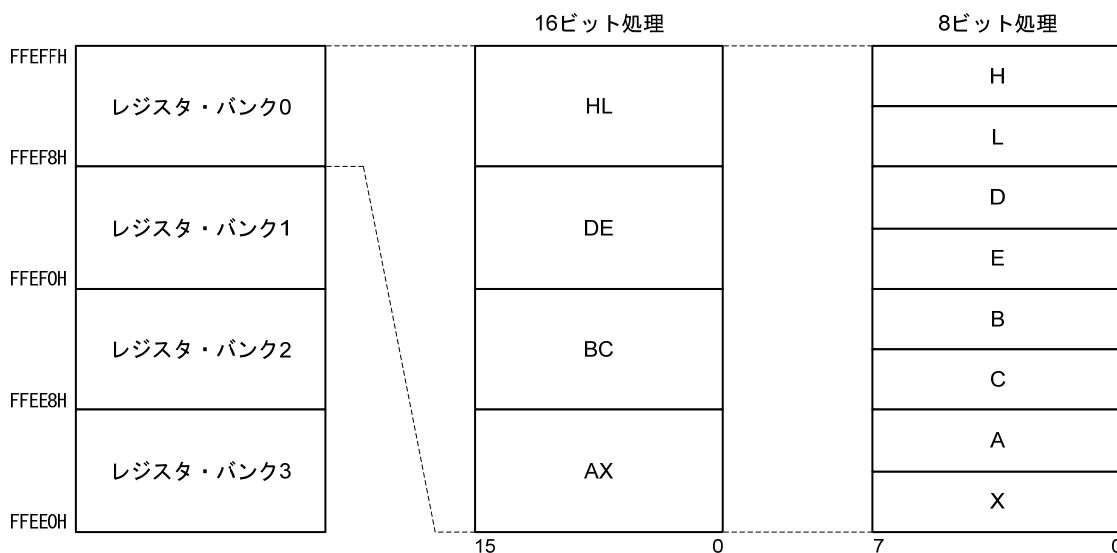 16ビット処理
8ビット処理
FFEFFH
レジスタ・バンク0
HL
H
L
FFEF8H
レジスタ・バンク1
DE
D
E
FFEF0H
レジスタ・バンク2
BC
B
C
FFEE8H
レジスタ・バンク3
AX
A
X
FFEE0H
15
0
7
0